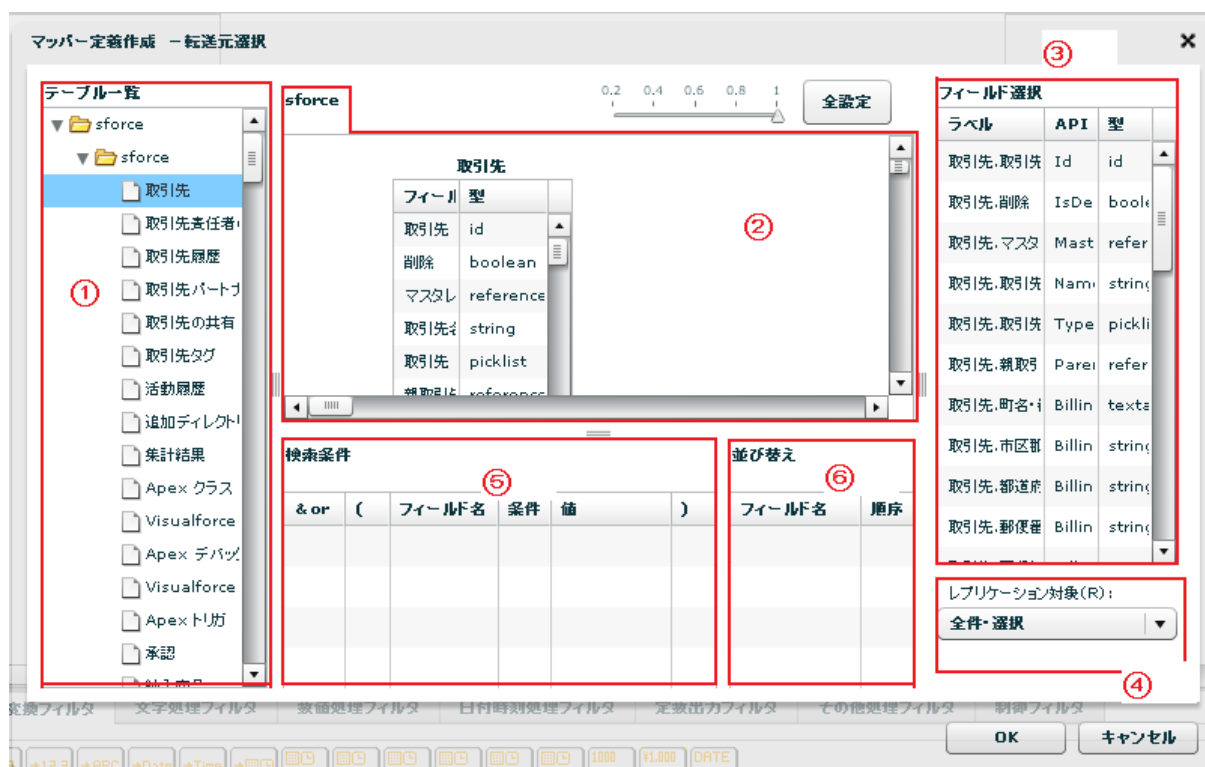 マッパー定義作成 －転送元選択
③
テーブル一覧
sforce
sforce
取引先
取引先責任者
取引先履歴
①
取引先パートナ
取引先の共有
取引先タグ
活動履歴
追加ディレクトリ
集計結果
Apex クラス
Visualforce
Apex デバッグ
Visualforce
Apex トリガ
承認
sforce
0.2 0.4 0.6 0.8 1
全設定
取引先
フィール 型
取引先 id
削除 boolean
マスタレ reference
取引先名 string
取引先 picklist
親取引先 reference
②
フィールド選択
ラベル API 型
取引先.取引先 Id id
取引先.削除 IsDe boole
取引先.マスタ Mast refer
取引先.取引先 Nam string
取引先.取引先 Type pickli
取引先.親取引 Parei refer
取引先.町名・ Billin texta
取引先.市区郡 Billin string
取引先.都道府 Billin string
取引先.郵便番 Billin string
検索条件
⑤
& or ( フィールド名 条件 値 )
並び替え
⑥
フィールド名 順序
レプリケーション対象(R):
全件・選択
④
変換フィルタ 文字処理フィルタ 数値処理フィルタ 日付時刻処理フィルタ 定数出力フィルタ その他処理フィルタ 制御フィルタ
OK キャンセル
→123 →ABC →Date →Time 1000 ¥1,000 DATE